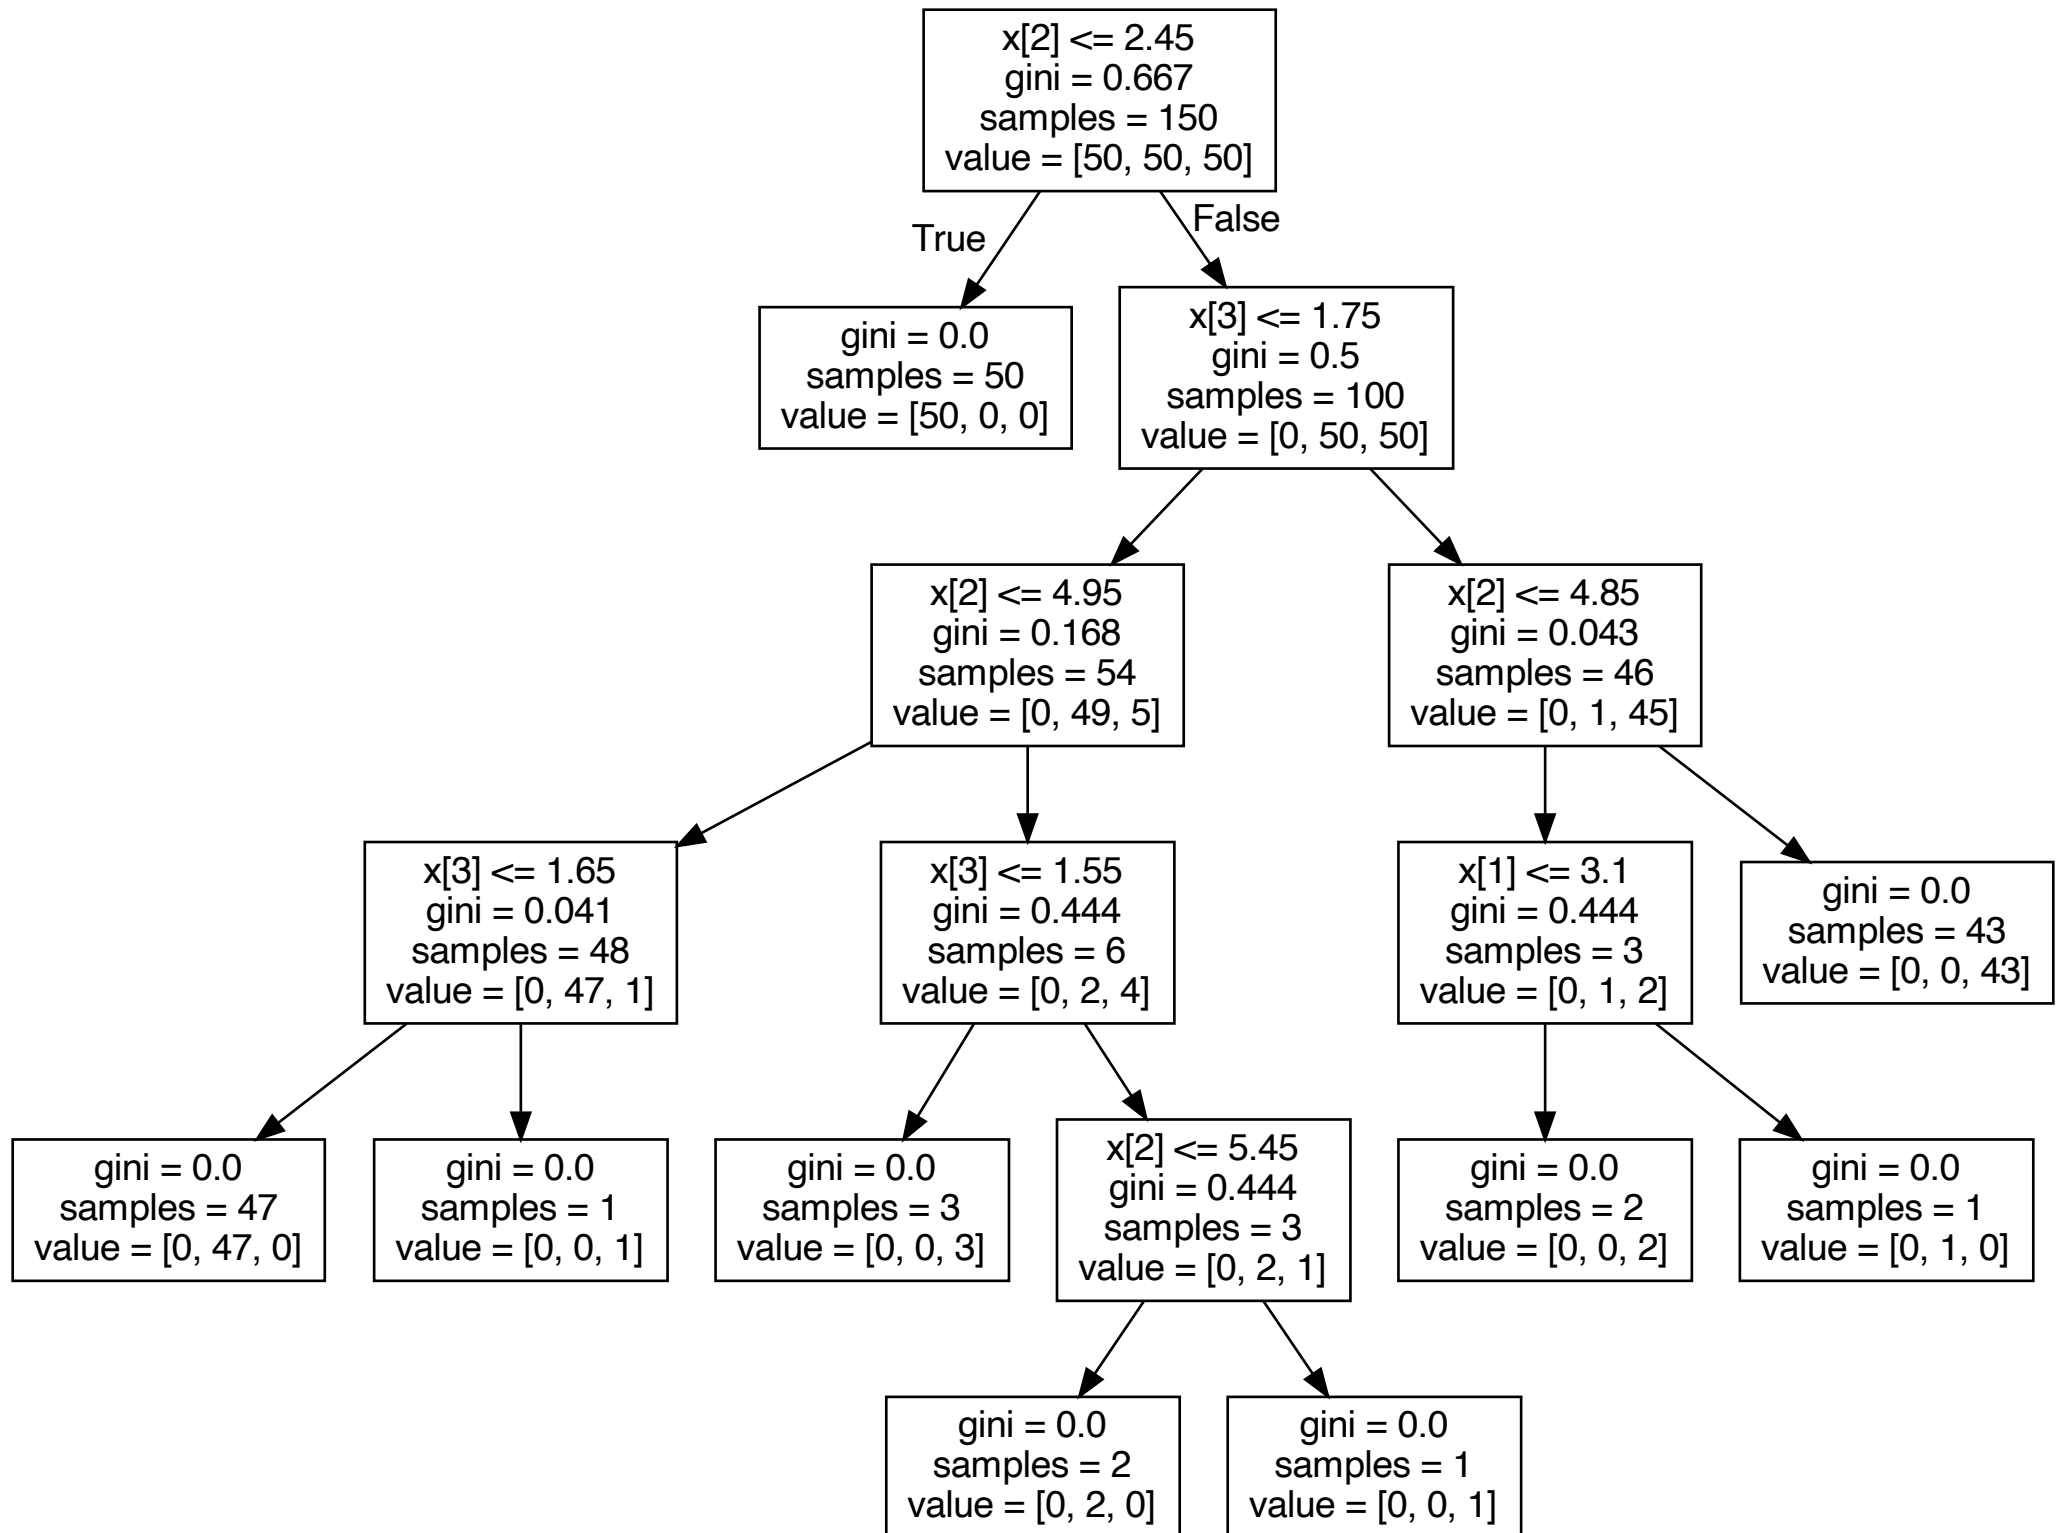 x[2] <= 2.45
gini = 0.667
samples = 150
value = [50, 50, 50]
True
False
gini = 0.0
samples = 50
value = [50, 0, 0]
x[3] <= 1.75
gini = 0.5
samples = 100
value = [0, 50, 50]
x[2] <= 4.95
gini = 0.168
samples = 54
value = [0, 49, 5]
x[2] <= 4.85
gini = 0.043
samples = 46
value = [0, 1, 45]
x[3] <= 1.65
gini = 0.041
samples = 48
value = [0, 47, 1]
x[3] <= 1.55
gini = 0.444
samples = 6
value = [0, 2, 4]
x[1] <= 3.1
gini = 0.444
samples = 3
value = [0, 1, 2]
gini = 0.0
samples = 43
value = [0, 0, 43]
gini = 0.0
samples = 47
value = [0, 47, 0]
gini = 0.0
samples = 1
value = [0, 0, 1]
gini = 0.0
samples = 3
value = [0, 0, 3]
x[2] <= 5.45
gini = 0.444
samples = 3
value = [0, 2, 1]
gini = 0.0
samples = 2
value = [0, 0, 2]
gini = 0.0
samples = 1
value = [0, 1, 0]
gini = 0.0
samples = 2
value = [0, 2, 0]
gini = 0.0
samples = 1
value = [0, 0, 1]